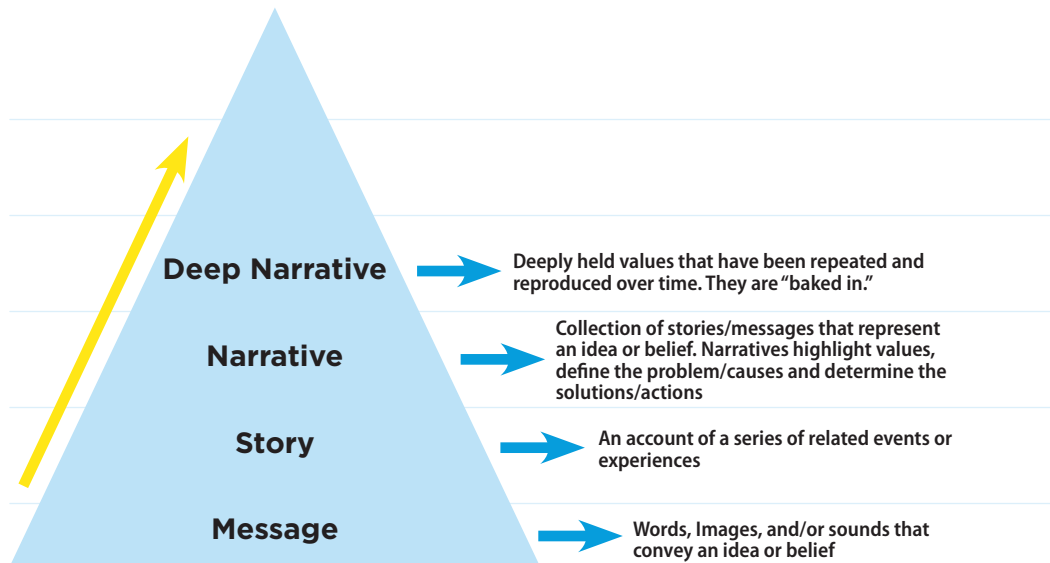 Deep Narrative
Deeply held values that have been repeated and
reproduced over time. They are “baked in.”
Narrative
Collection of stories/messages that represent
an idea or belief. Narratives highlight values,
define the problem/causes and determine the
solutions/actions
Story
An account of a series of related events or
experiences
Message
Words, Images, and/or sounds that
convey an idea or belief